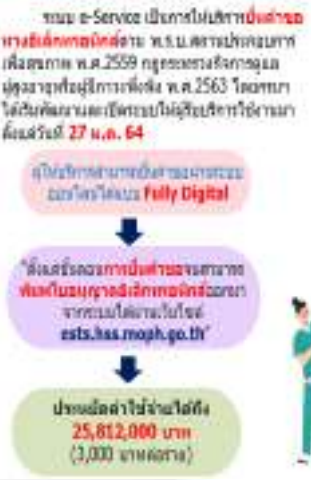 ระบบ e-Service เป็นการให้บริการยื่นคำขอ
ทางอิเล็กทรอนิกส์ตาม พ.ร.บ.สถานประกอบการ
เพื่อสุขภาพ พ.ศ.2559 กฎกระทรวงกิจการดูแล
ผู้สูงอายุหรือผู้มีภาวะพึ่งพิง พ.ศ.2563 โดยกรมฯ
ได้เริ่มพัฒนาและเปิดระบบให้ผู้รับบริการใช้งานมา
ตั้งแต่วันที่ 27 ม.ค. 64
ผู้ให้บริการสามารถยื่นคำขอผ่านระบบ
ออนไลน์ได้แบบ Fully Digital
"ตั้งแต่ขั้นตอนการยื่นคำขอจนสามารถ
พิมพ์ใบอนุญาตอิเล็กทรอนิกส์ออกมา
จากระบบได้ผ่านเว็บไซต์
ests.hss.moph.go.th"
ประหยัดค่าใช้จ่ายได้ถึง
25,812,000 บาท
(3,000 บาทต่อราย)